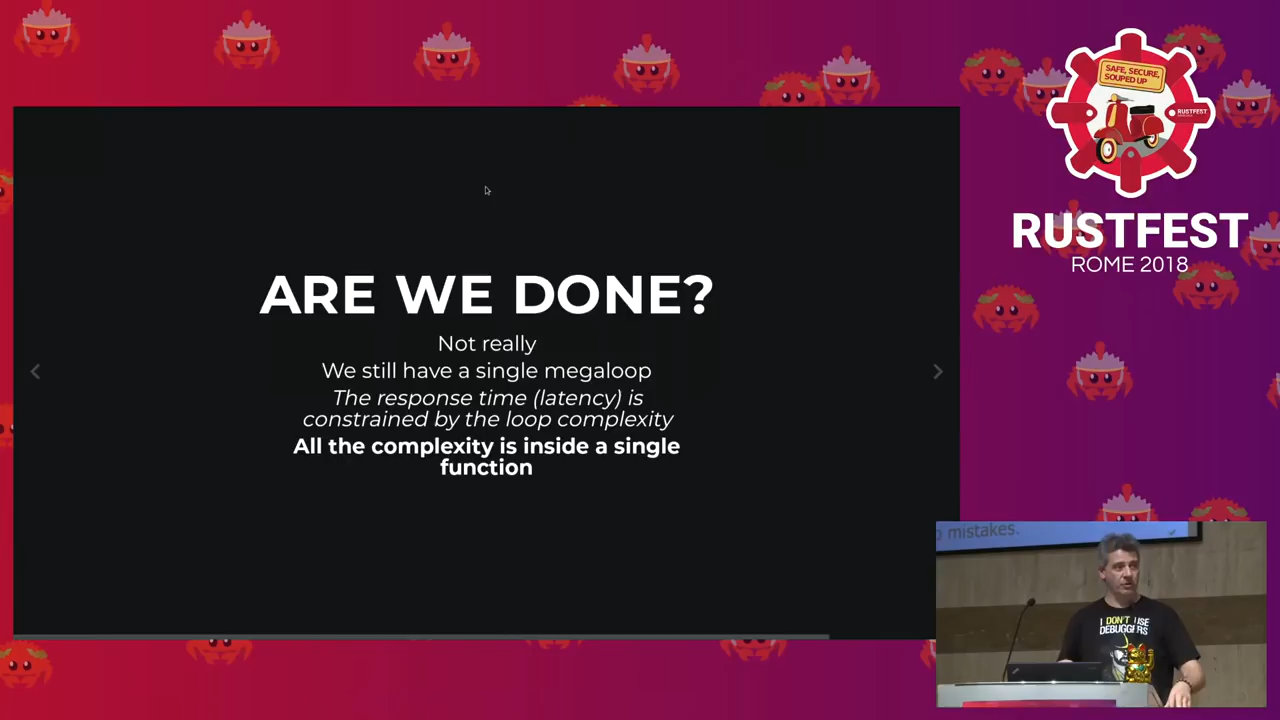 SAFE, SECURE,
SOUPED UP
RUSTFEST
RUSTFEST
ROME 2018
ARE WE DONE?
Not really
We still have a single megaloop
The response time (latency) is
constrained by the loop complexity
All the complexity is inside a single
function
mistakes.
I DON'T USE
DEBUGGERS